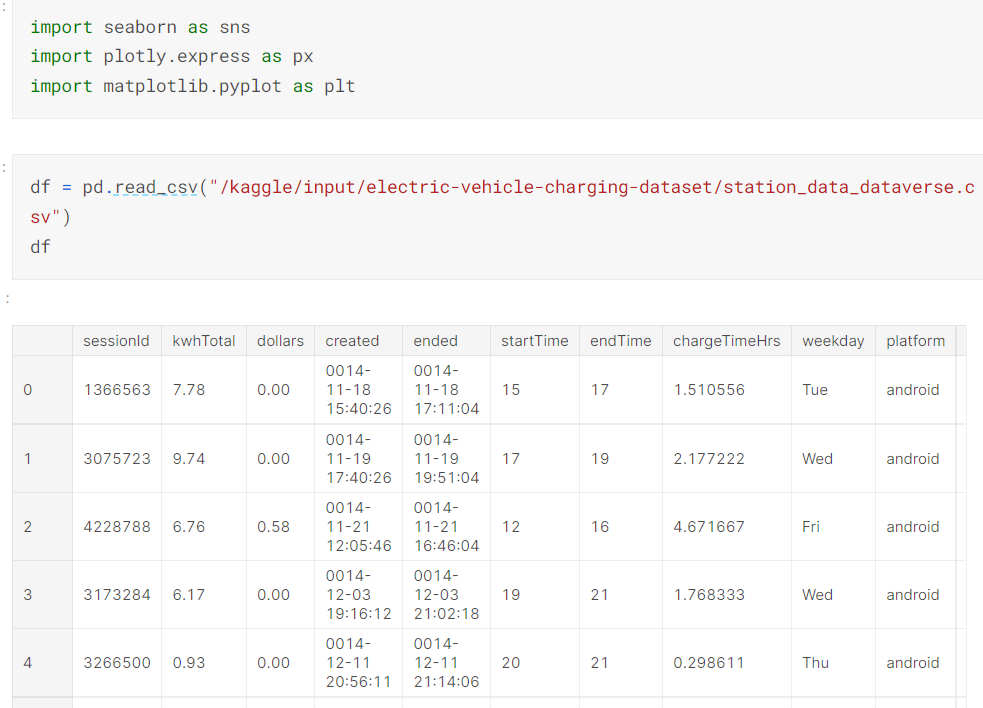 import seaborn as sns
import plotly.express as px
import matplotlib.pyplot as plt
:
df = pd.read_csv("/kaggle/input/electric-vehicle-charging-dataset/station_data_dataverse.c
sv")
df
:
sessionId kwhTotal dollars created ended startTime endTime chargeTimeHrs weekday platform
0 1366563 7.78 0.00 0014-11-18 15:40:26 0014-11-18 17:11:04 15 17 1.510556 Tue android
1 3075723 9.74 0.00 0014-11-19 17:40:26 0014-11-19 19:51:04 17 19 2.177222 Wed android
2 4228788 6.76 0.58 0014-11-21 12:05:46 0014-11-21 16:46:04 12 16 4.671667 Fri android
3 3173284 6.17 0.00 0014-12-03 19:16:12 0014-12-03 21:02:18 19 21 1.768333 Wed android
4 3266500 0.93 0.00 0014-12-11 20:56:11 0014-12-11 21:14:06 20 21 0.298611 Thu android